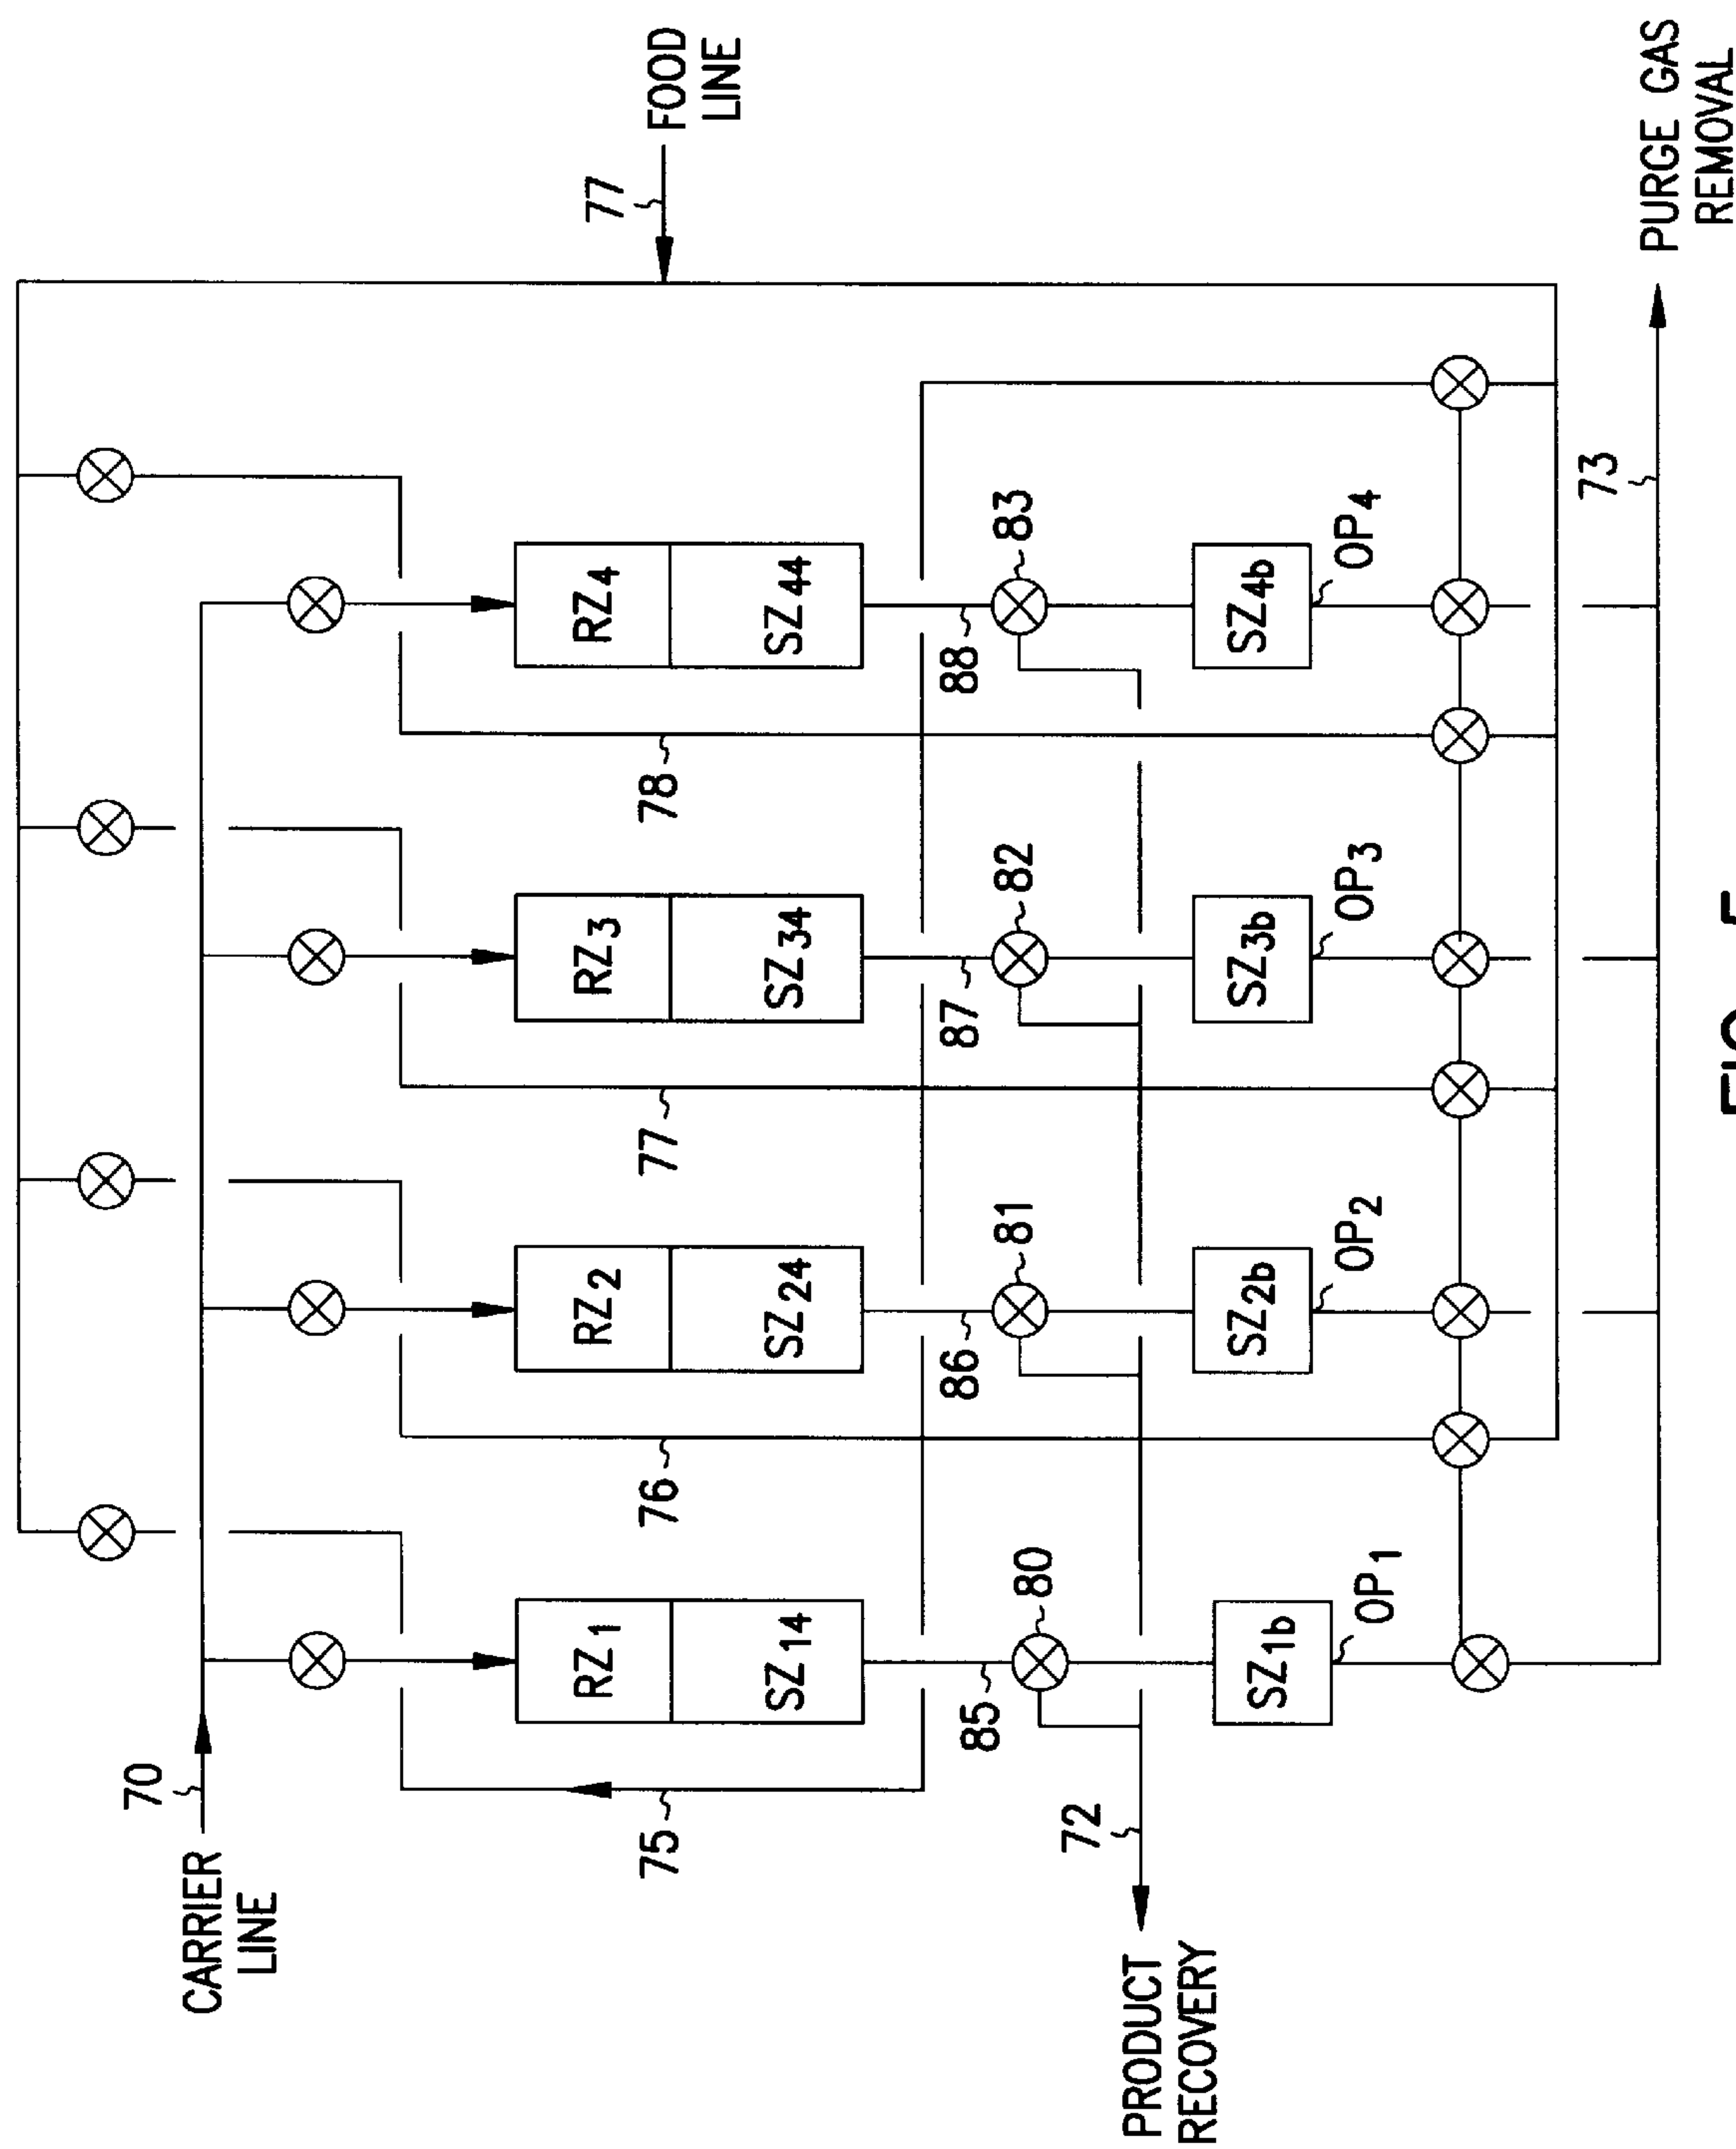 70
CARRIER
LINE
RZ1
RZ2
RZ3
RZ4
77
FOOD
LINE
75
76
77
78
SZ14
SZ24
SZ34
SZ44
85
86
87
88
80
81
82
83
72
PRODUCT
RECOVERY
SZ1b
SZ2b
SZ3b
SZ4b
OP1
OP2
OP3
OP4
73
PURGE GAS
REMOVAL